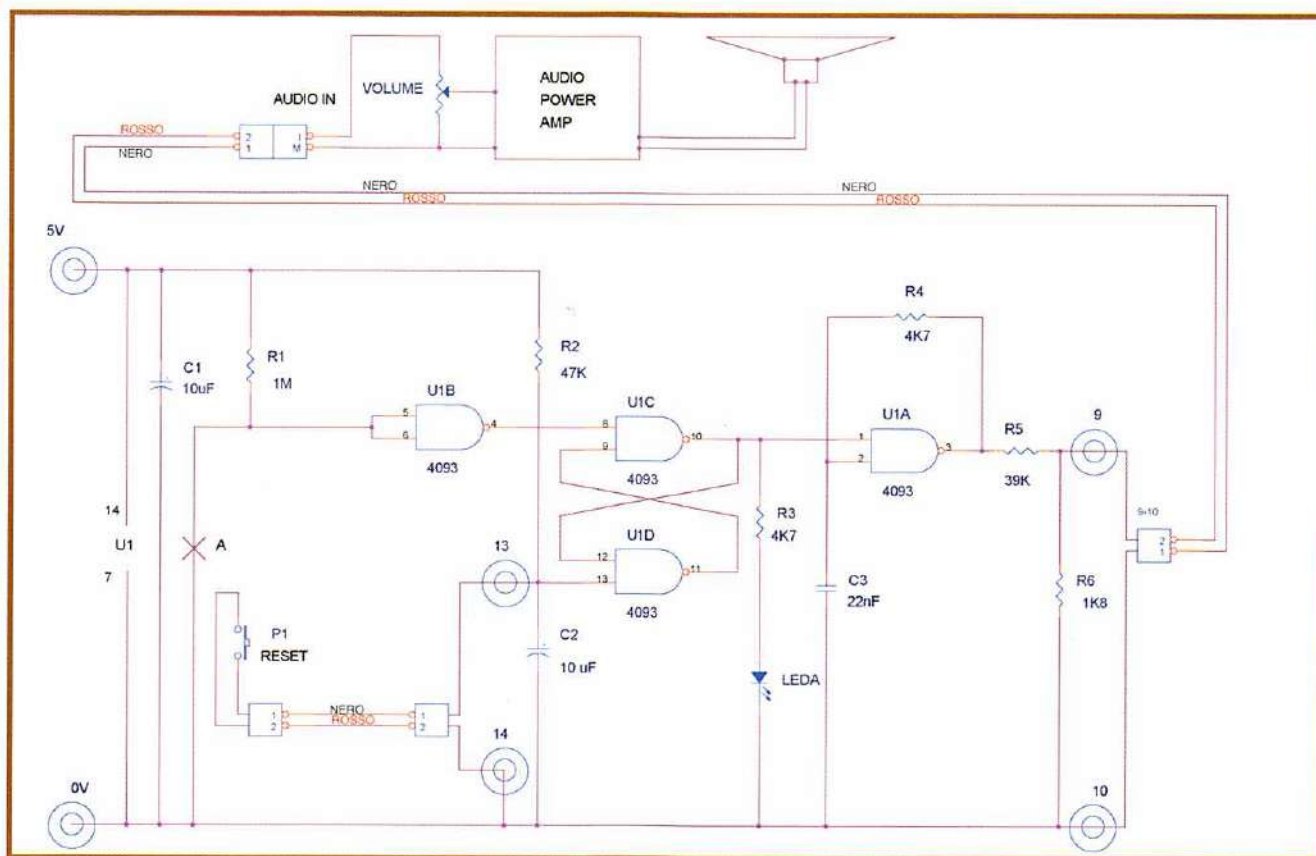 AUDIO IN
VOLUME
AUDIO
POWER
AMP
ROSSO
NERO
2
1
I
M
NERO
ROSSO
NERO
ROSSO
5V
C1
10uF
R1
1M
R2
47K
U1B
5
6
4
4093
U1C
8
9
10
4093
R4
4K7
U1A
1
2
3
4093
R5
39K
9
9-10
2
1
14
U1
7
A
13
U1D
12
13
11
4093
R3
4K7
C3
22nF
R6
1K8
P1
RESET
C2
10 uF
LEDA
1
2
NERO
ROSSO
1
2
14
0V
10